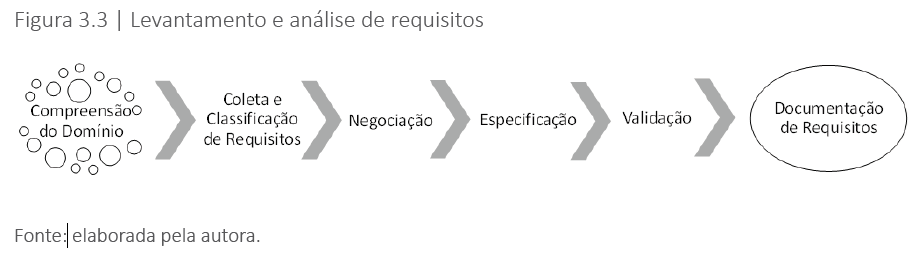 Figura 3.3 | Levantamento e análise de requisitos
Compreensão
do Domínio
Coleta e
Classificação
de Requisitos
Negociação
Especificação
Validação
Documentação
de Requisitos
Fonte: elaborada pela autora.